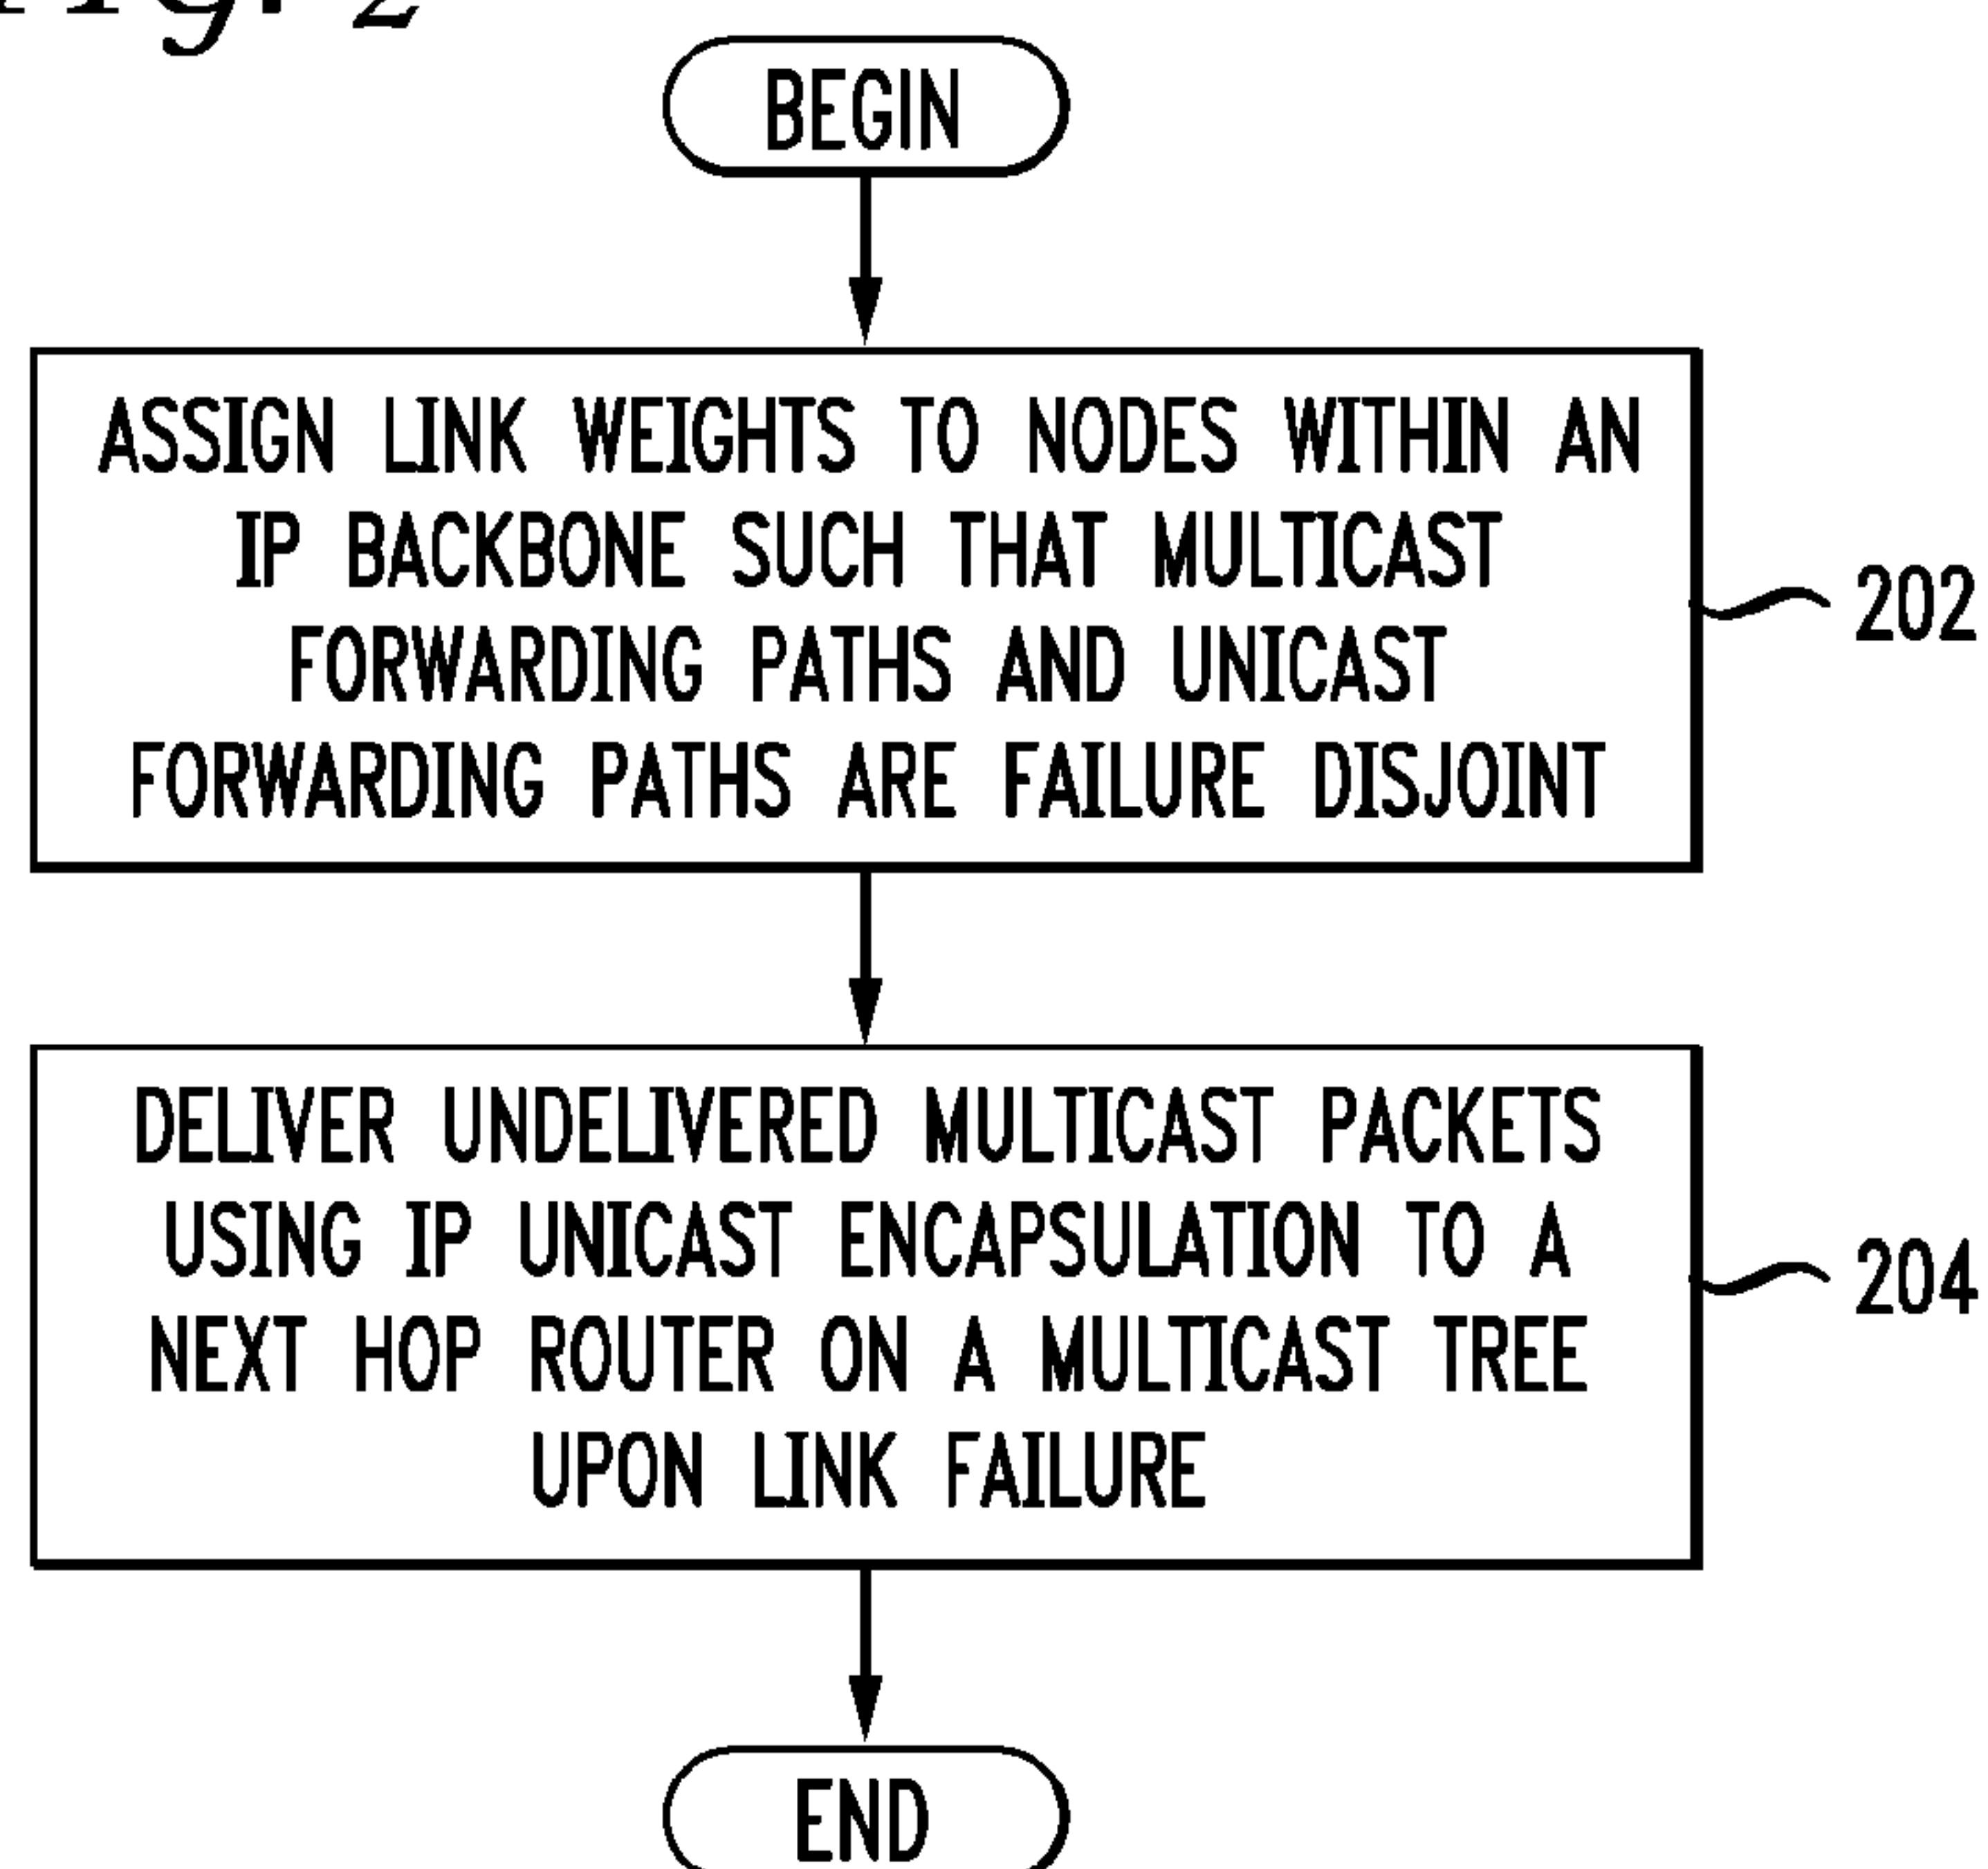 Fig. 2
BEGIN
ASSIGN LINK WEIGHTS TO NODES WITHIN AN
IP BACKBONE SUCH THAT MULTICAST
FORWARDING PATHS AND UNICAST
FORWARDING PATHS ARE FAILURE DISJOINT
202
DELIVER UNDELIVERED MULTICAST PACKETS
USING IP UNICAST ENCAPSULATION TO A
NEXT HOP ROUTER ON A MULTICAST TREE
UPON LINK FAILURE
204
END